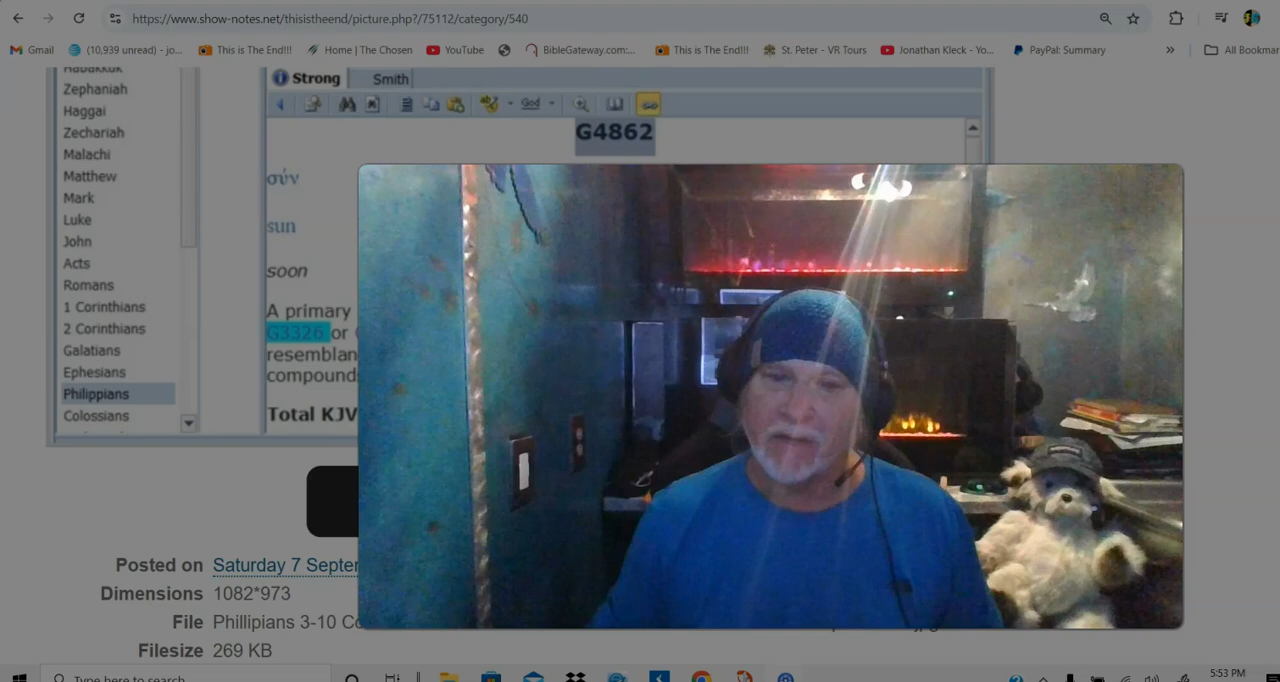 https://www.show-notes.net/thisistheend/picture.php?/75112/category/540
Gmail
(10,939 unread) - jo...
This is The End!!!
Home | The Chosen
YouTube
BibleGateway.com:...
This is The End!!!
St. Peter - VR Tours
Jonathan Kleck - Yo...
PayPal: Summary
»
All Bookmar
Habakkuk
Zephaniah
Haggai
Zechariah
Malachi
Matthew
Mark
Luke
John
Acts
Romans
1 Corinthians
2 Corinthians
Galatians
Ephesians
Philippians
Colossians
Strong
Smith
God
G4862
σύν
sun
soon
A primary
G3326 or
resemblan
compound
Total KJV
Posted on Saturday 7 Septe
Dimensions 1082*973
File Phillipians 3-10 Co
Filesize 269 KB
Type here to search
5:53 PM